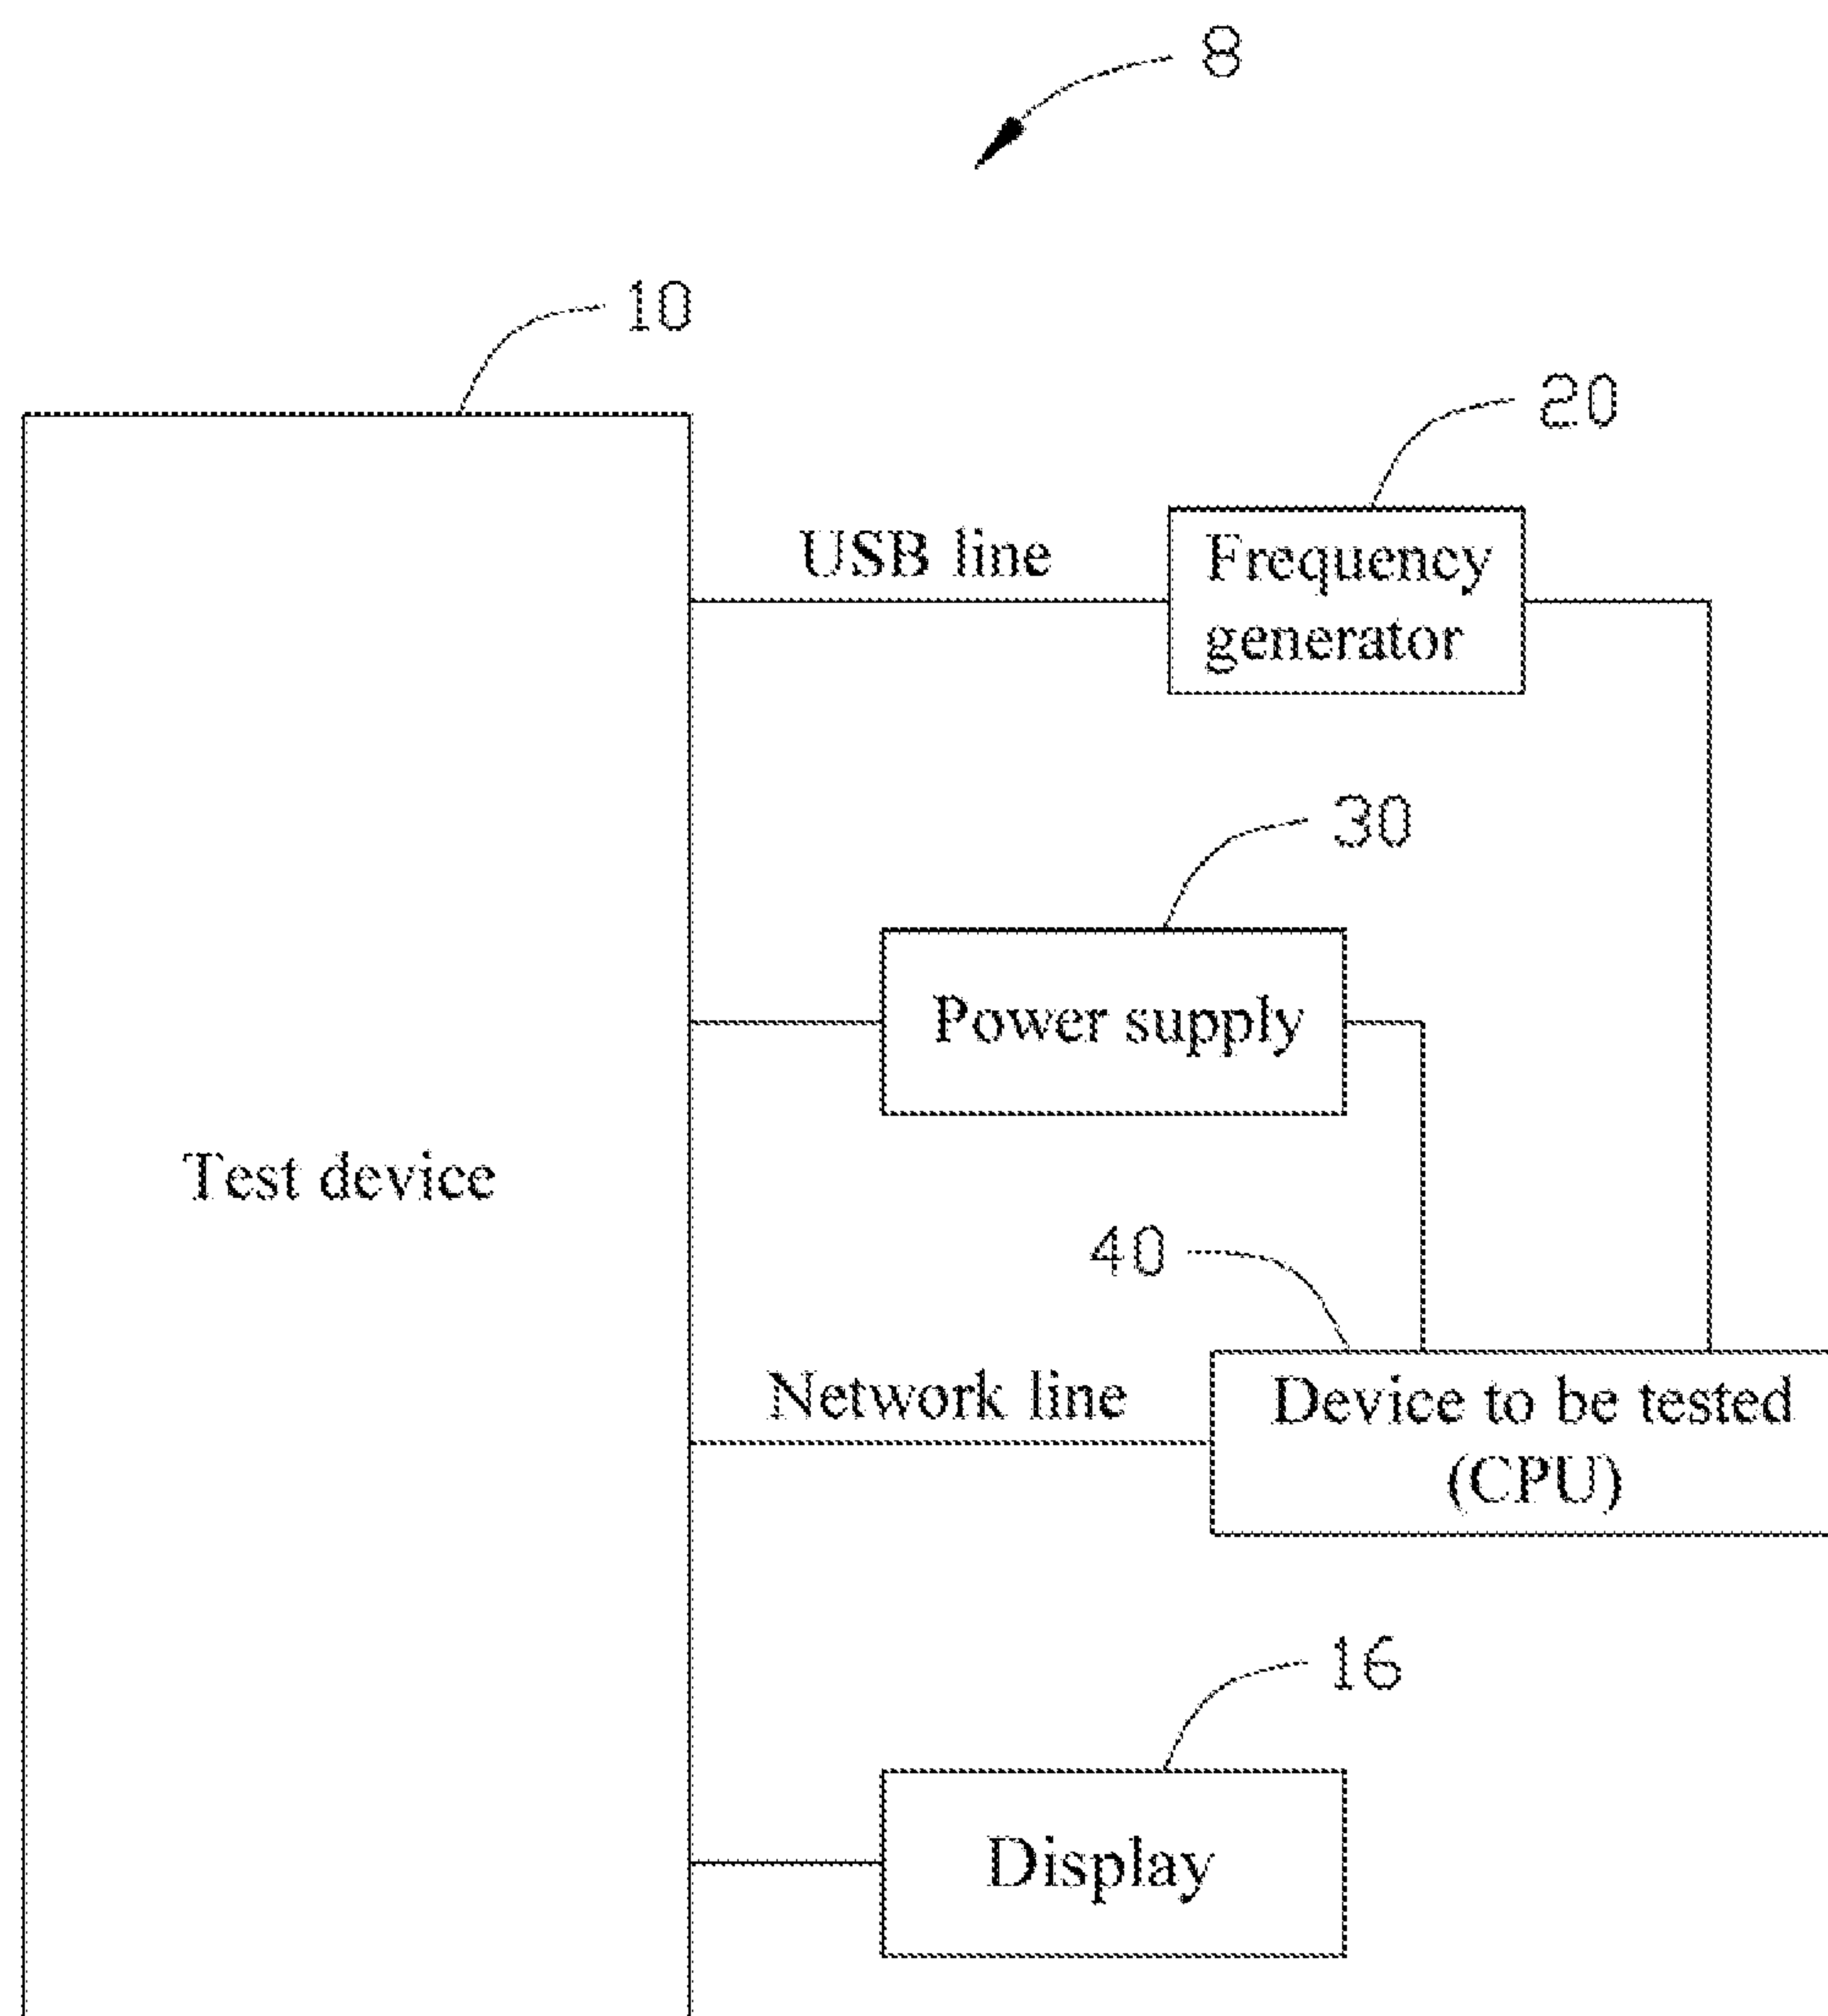 8
10
20
USB line
Frequency
generator
30
Power supply
Test device
40
Network line
Device to be tested
(CPU)
16
Display